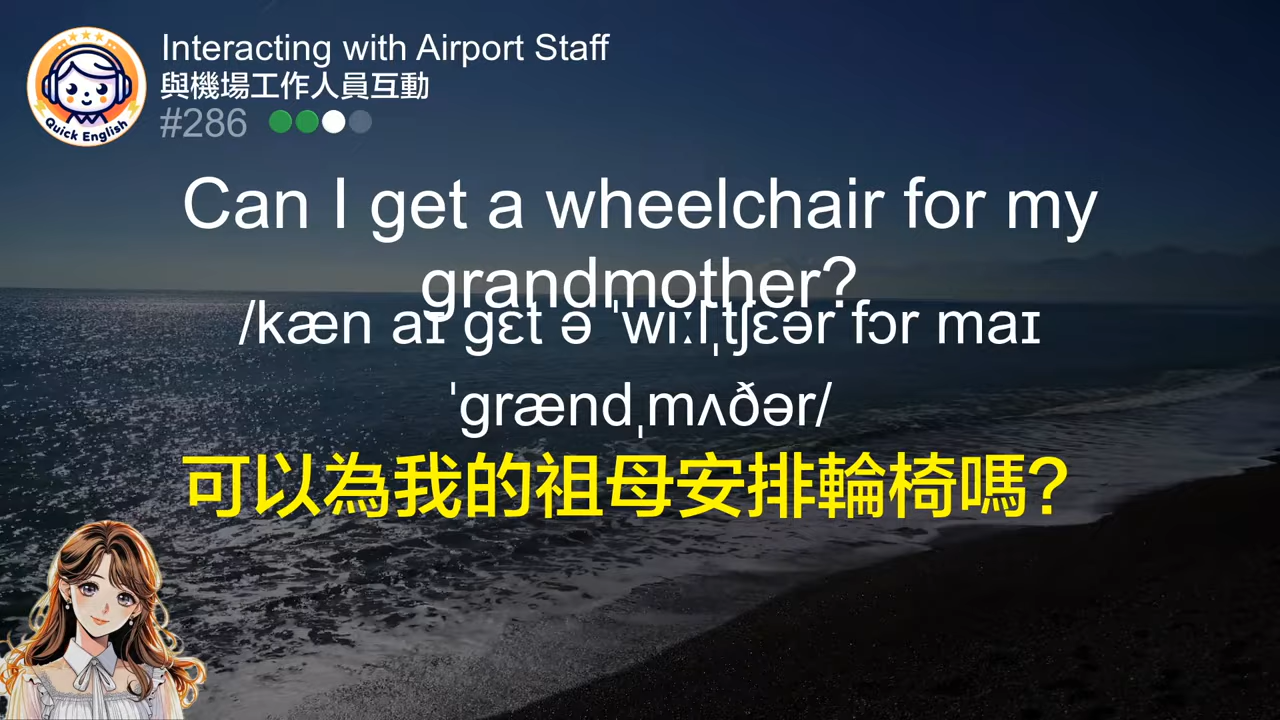 Interacting with Airport Staff
與機場工作人員互動
#286
Quick English
Can I get a wheelchair for my
grandmother?
/kæn aɪ gɛt ə ˈwiːlˌtʃɛər fɔr maɪ
ˈgrændˌmʌðər/
可以為我的祖母安排輪椅嗎?